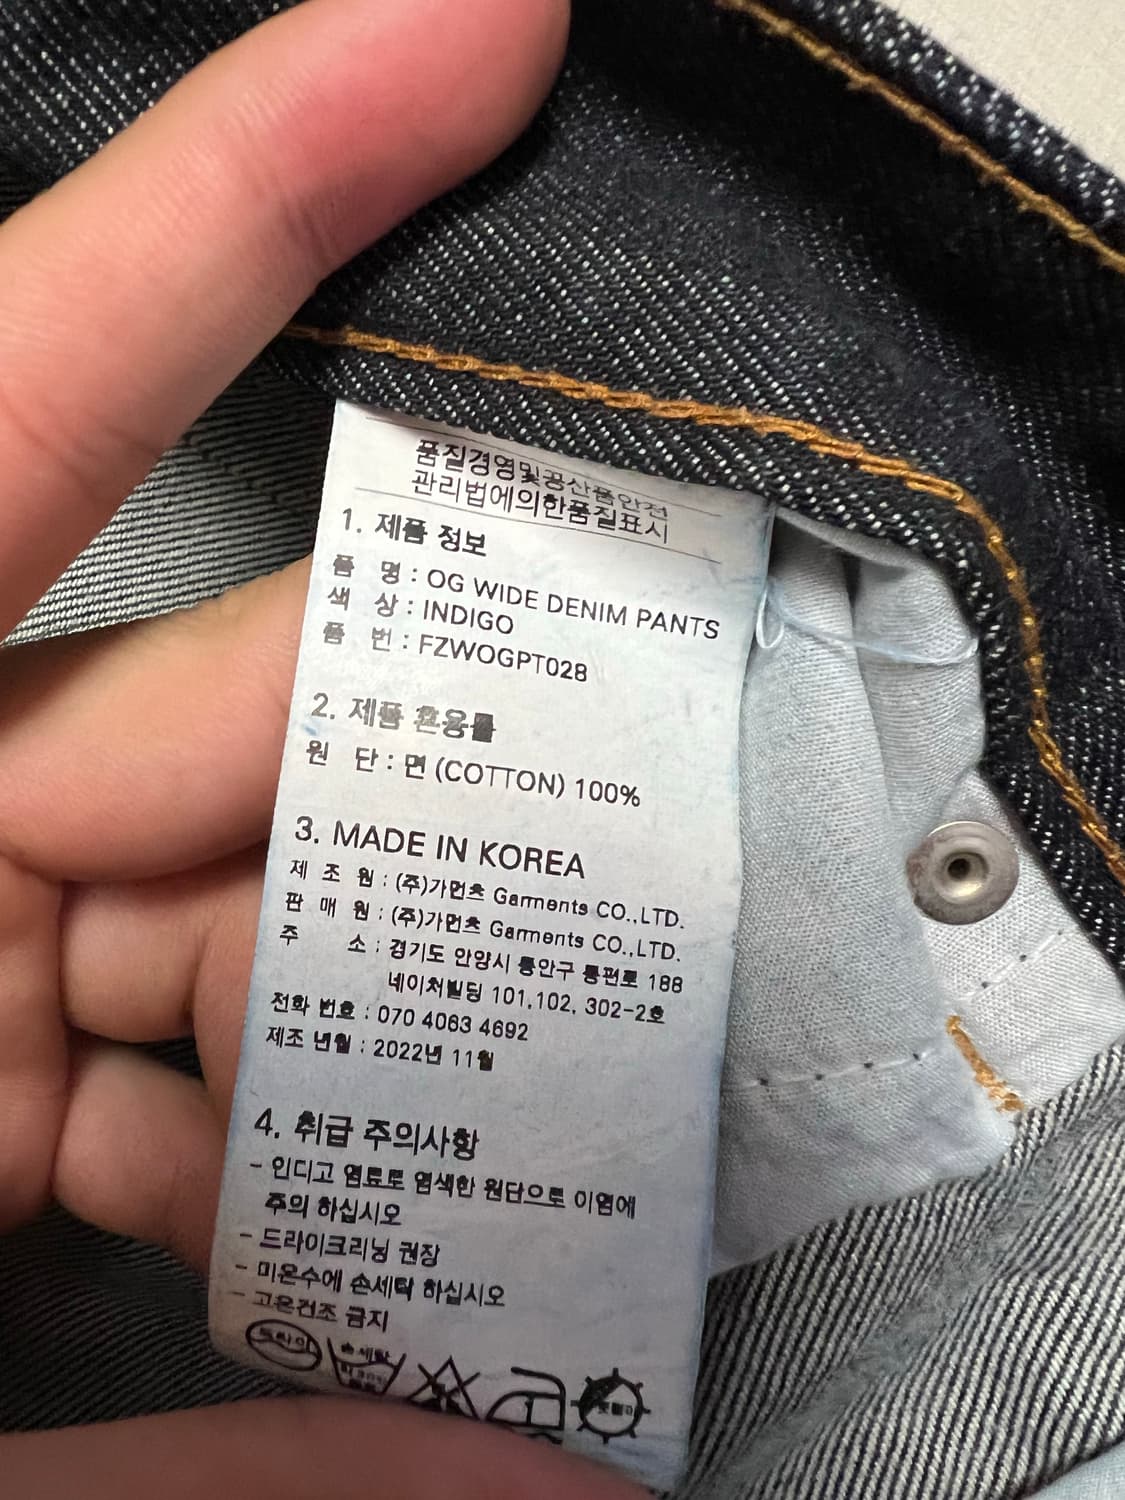 품질경영및공산품안전
관리법에의한품질표시
1. 제품 정보
품 명 : OG WIDE DENIM PANTS
색 상 : INDIGO
품 번 : FZWOGPT028
2. 제품 혼용률
원 단 : 면 (COTTON) 100%
3. MADE IN KOREA
제 조 원 : (주)가먼츠 Garments CO.,LTD.
판 매 원 : (주)가먼츠 Garments CO.,LTD.
주 소 : 경기도 안양시 동안구 동편로 188
네이처빌딩 101,102, 302-2호
전화 번호 : 070 4063 4692
제조 년월 : 2022년 11월
4. 취급 주의사항
- 인디고 염료로 염색한 원단으로 이염에
주의 하십시오
- 드라이크리닝 권장
- 미온수에 손세탁 하십시오
- 고온건조 금지
드라이
손세탁